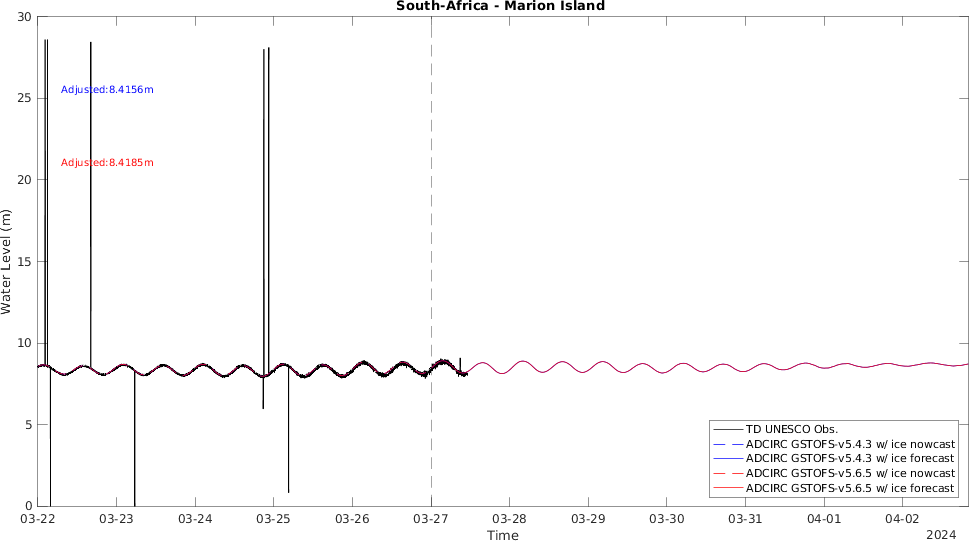 South-Africa - Marion Island
Water Level (m)
30
25
20
15
10
5
0
Adjusted:8.4156m
Adjusted:8.4185m
TD UNESCO Obs.
ADCIRC GSTOFS-v5.4.3 w/ ice nowcast
ADCIRC GSTOFS-v5.4.3 w/ ice forecast
ADCIRC GSTOFS-v5.6.5 w/ ice nowcast
ADCIRC GSTOFS-v5.6.5 w/ ice forecast
03-22 03-23 03-24 03-25 03-26 03-27 03-28 03-29 03-30 03-31 04-01 04-02
Time
2024